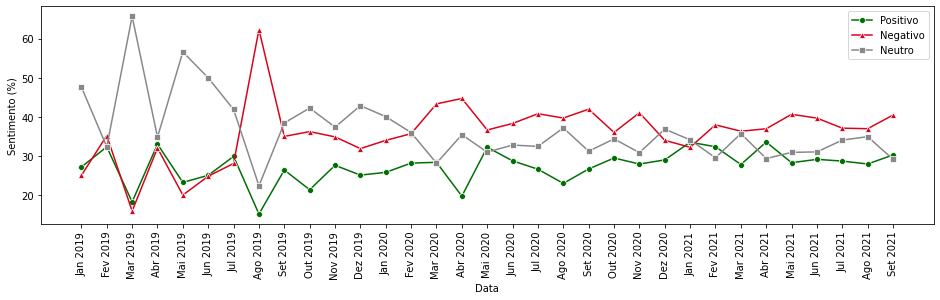 Positivo
Negativo
Neutro
Sentimento (%)
60
50
40
30
20
Jan 2019
Fev 2019
Mar 2019
Abr 2019
Mai 2019
Jun 2019
Jul 2019
Ago 2019
Set 2019
Out 2019
Nov 2019
Dez 2019
Jan 2020
Fev 2020
Mar 2020
Abr 2020
Mai 2020
Jun 2020
Jul 2020
Ago 2020
Set 2020
Out 2020
Nov 2020
Dez 2020
Jan 2021
Fev 2021
Mar 2021
Abr 2021
Mai 2021
Jun 2021
Jul 2021
Ago 2021
Set 2021
Data